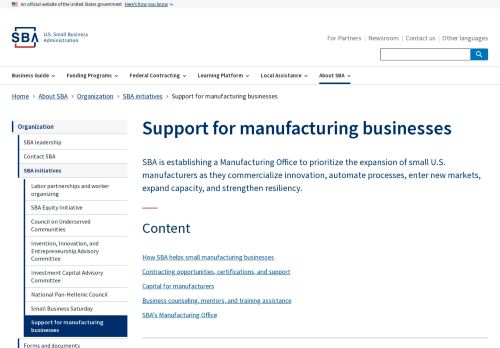 An official website of the United States government Here's how you know
SBA U.S. Small Business
Administration
For Partners Newsroom Contact us Other languages
Business Guide Funding Programs Federal Contracting Learning Platform Local Assistance About SBA
Home > About SBA > Organization > SBA initiatives > Support for manufacturing businesses
Organization
SBA leadership
Contact SBA
SBA initiatives
Labor partnerships and worker
organizing
SBA Equity Initiative
Council on Underserved
Communities
Invention, Innovation, and
Entrepreneurship Advisory
Committee
Investment Capital Advisory
Committee
National Pan-Hellenic Council
Small Business Saturday
Support for manufacturing
businesses
Forms and documents
Support for manufacturing businesses
SBA is establishing a Manufacturing Office to prioritize the expansion of small U.S.
manufacturers as they commercialize innovation, automate processes, enter new markets,
expand capacity, and strengthen resiliency.
Content
How SBA helps small manufacturing businesses
Contracting opportunities, certifications, and support
Capital for manufacturers
Business counseling, mentors, and training assistance
SBA's Manufacturing Office